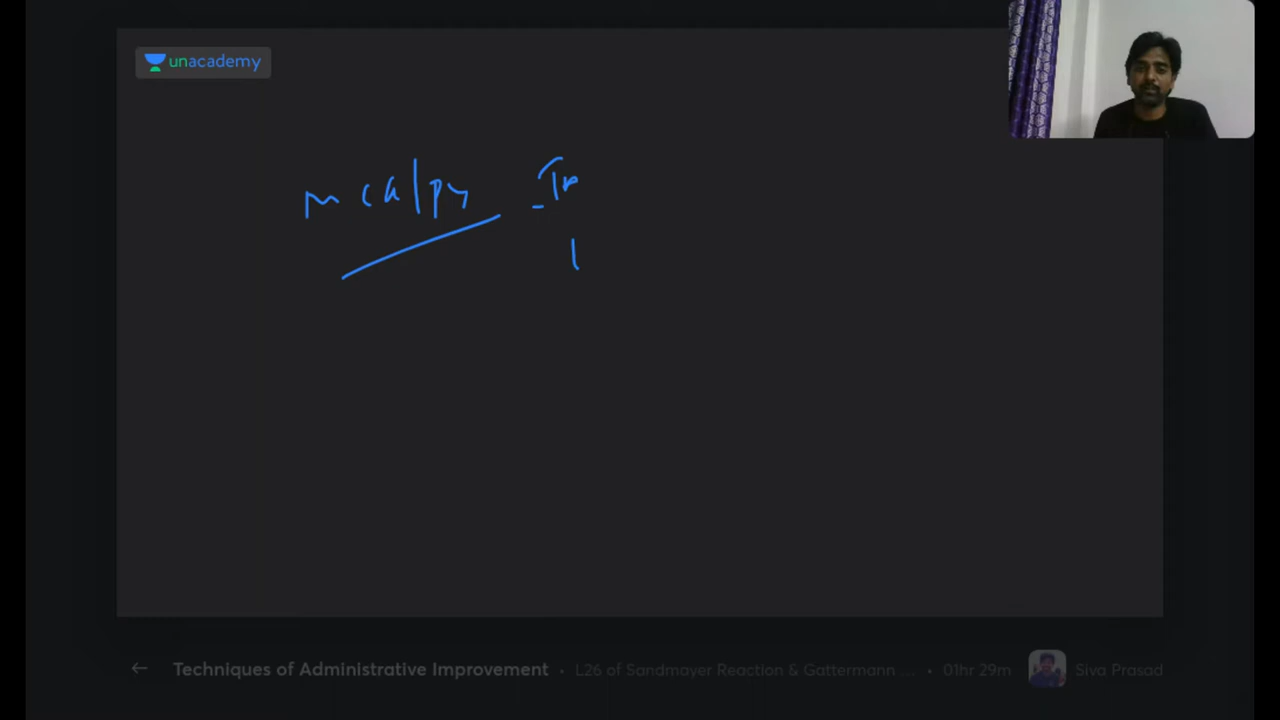 unacademy
mcalpy
Techniques of Administrative Improvement • L26 of Sandmayer Reaction & Gattermann ... • 01hr 29m Siva Prasad